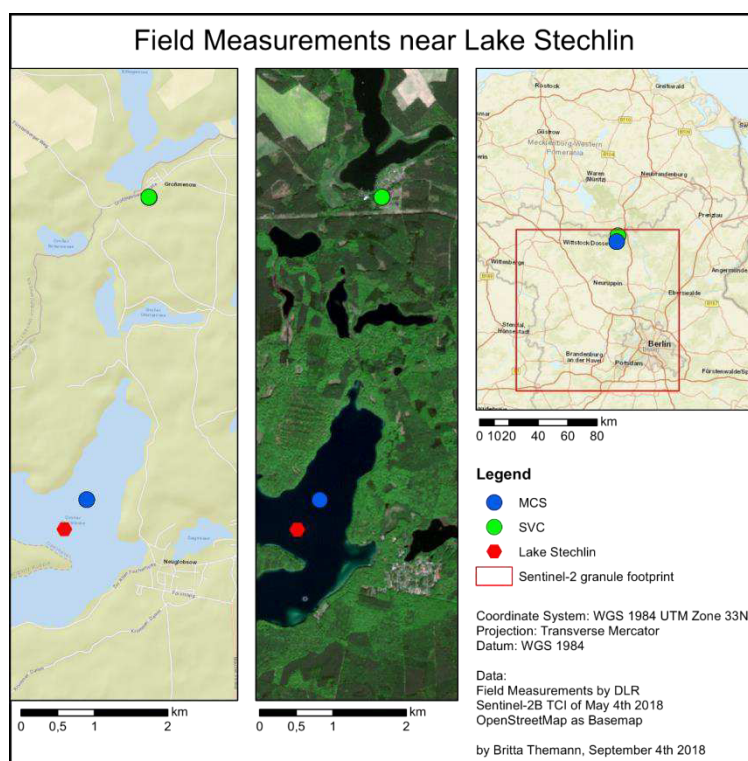 Field Measurements near Lake Stechlin
Großmenow
Neuglobsow
km
0 0,5 1 2
km
0 0,5 1 2
Rostock
Greifswald
Güstrow
Mecklenburg-Western
Pomerania
Waren
(Müritz)
Neubrandenburg
Prenzlau
Wittstock/Dosse
Wittenberge
Neuruppin
Eberswalde
Angermünde
Stendal,
Hansestadt
Berlin
Brandenburg
an der Havel
Potsdam
Fürstenwalde
km
0 1020 40 60 80
Legend
MCS
SVC
Lake Stechlin
Sentinel-2 granule footprint
Coordinate System: WGS 1984 UTM Zone 33N
Projection: Transverse Mercator
Datum: WGS 1984
Data:
Field Measurements by DLR
Sentinel-2B TCI of May 4th 2018
OpenStreetMap as Basemap
by Britta Themann, September 4th 2018